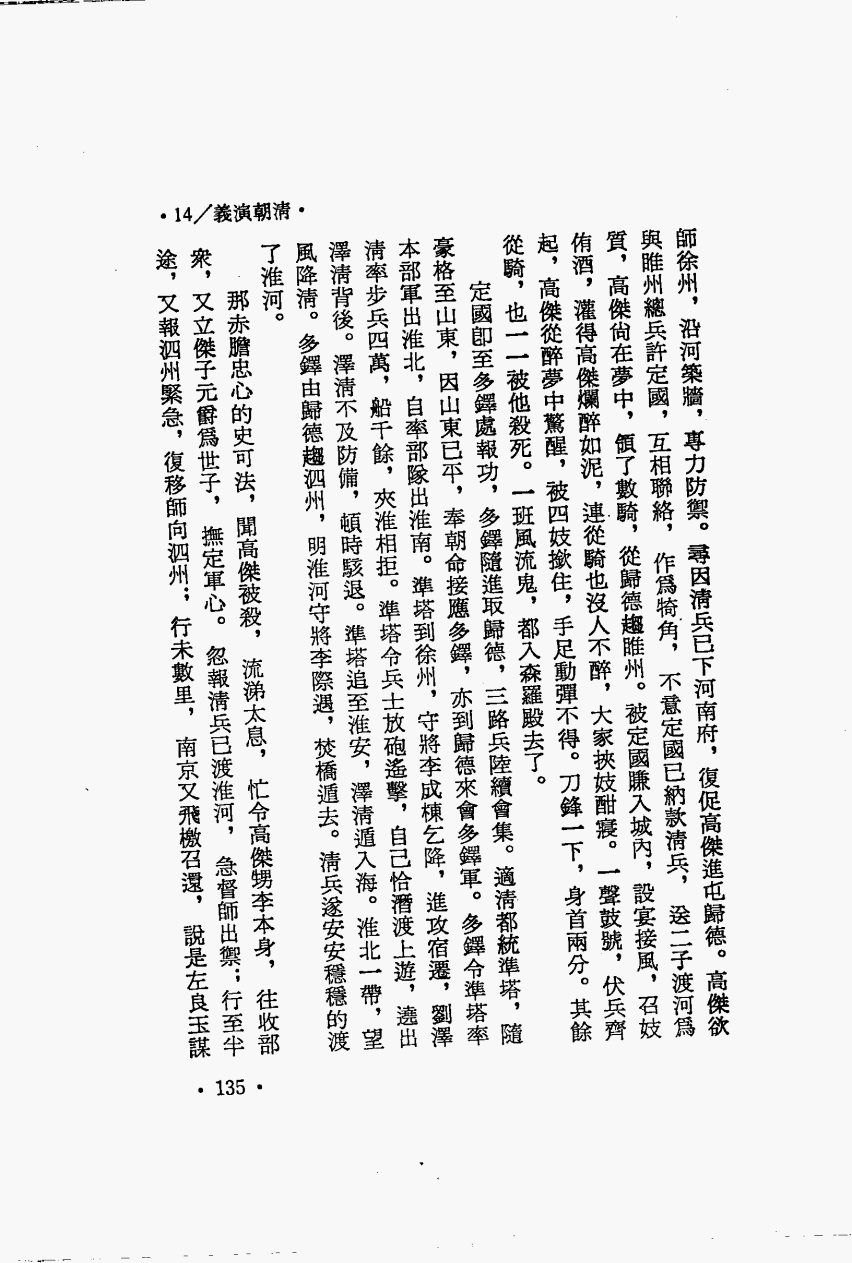 ·清朝演義／14·
師徐州，沿河築牆，專力防禦。尋因清兵已下河南府，復促高傑進屯歸德。高傑欲
與睢州總兵許定國，互相聯絡，作爲犄角，不意定國已納款清兵，送二子渡河爲
質，高傑尙在夢中，領了數騎，從歸德趨睢州。被定國賺入城內，設宴接風，召妓
侑酒，灌得高傑爛醉如泥，連從騎也沒人不醉，大家挾妓酣寢。一聲鼓號，伏兵齊
起，高傑從醉夢中驚醒，被四妓撳住，手足動彈不得。刀鋒一下，身首兩分。其餘
從騎，也一一被他殺死。一班風流鬼，都入森羅殿去了。
定國卽至多鐸處報功，多鐸隨進取歸德，三路兵陸續會集。適清都統準塔，隨
豪格至山東，因山東已平，奉朝命接應多鐸，亦到歸德來會多鐸軍。多鐸令準塔率
本部軍出淮北，自率部隊出淮南。準塔到徐州，守將李成棟乞降，進攻宿遷，劉澤
清率步兵四萬，船千餘，夾淮相拒。準塔令兵士放砲遙擊，自己恰潛渡上遊，遶出
澤清背後。澤清不及防備，頓時駭退。準塔追至淮安，澤清遁入海。淮北一帶，望
風降清。多鐸由歸德趨泗州，明淮河守將李際遇，焚橋遁去。清兵遂安安穩穩的渡
了淮河。
那赤膽忠心的史可法，聞高傑被殺，流涕太息，忙令高傑甥李本身，往收部
衆，又立傑子元爵爲世子，撫定軍心。忽報清兵已渡淮河，急督師出禦；行至半
途，又報泗州緊急，復移師向泗州；行未數里，南京又飛檄召還，說是左良玉謀
·135·